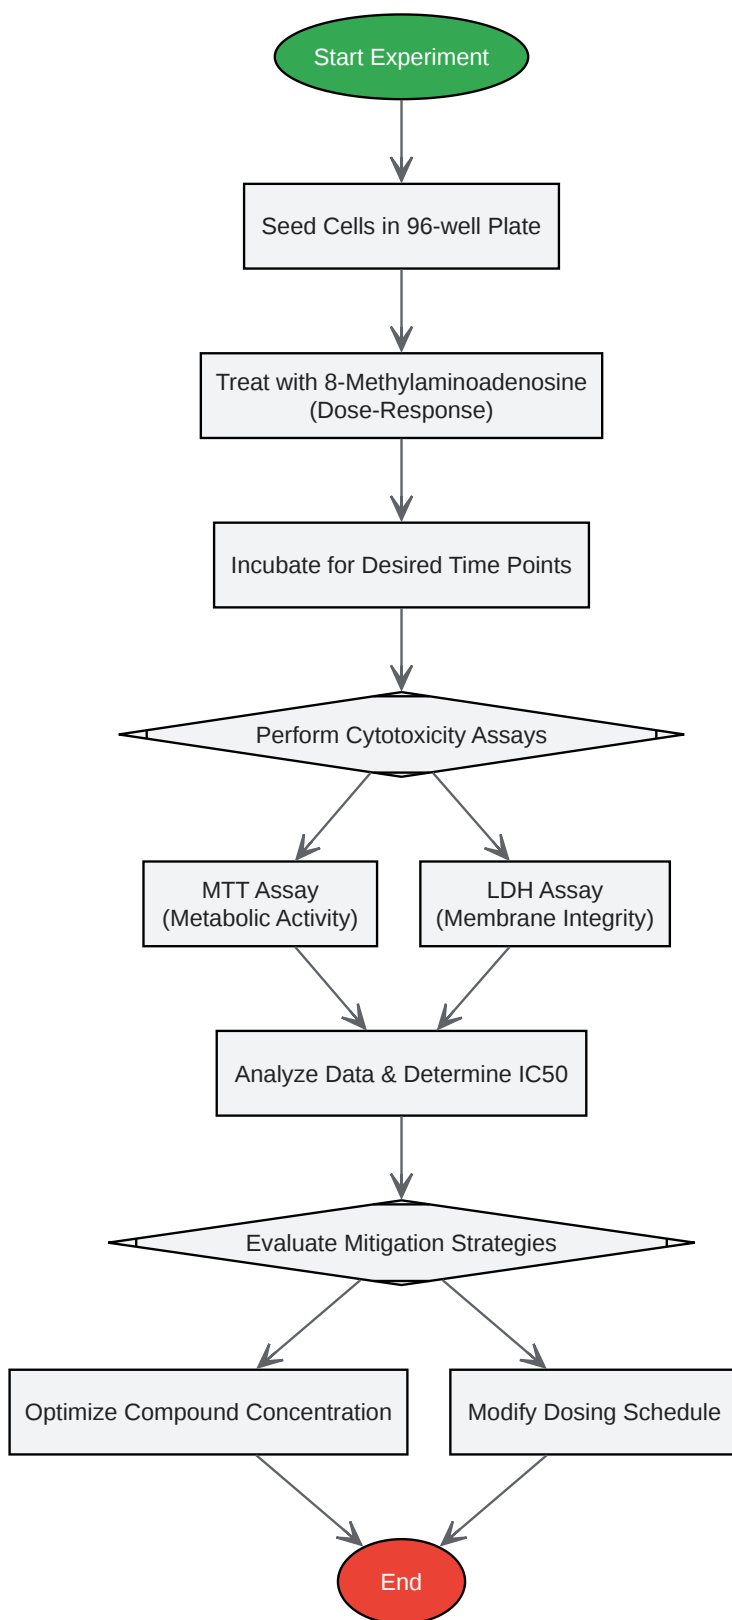 Start Experiment
Seed Cells in 96-well Plate
Treat with 8-Methylaminoadenosine
(Dose-Response)
Incubate for Desired Time Points
Perform Cytotoxicity Assays
MTT Assay
(Metabolic Activity)
LDH Assay
(Membrane Integrity)
Analyze Data & Determine IC50
Evaluate Mitigation Strategies
Optimize Compound Concentration
Modify Dosing Schedule
End